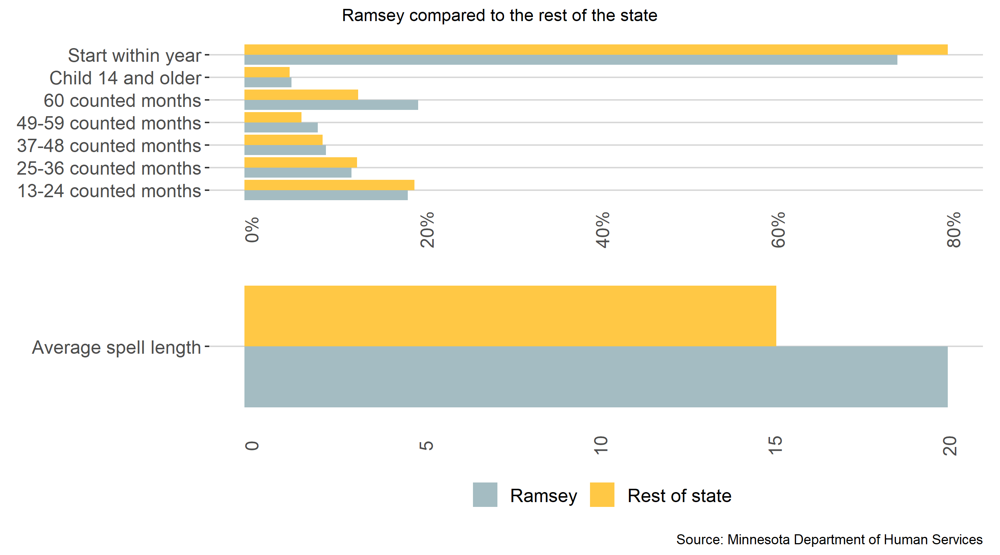 Ramsey compared to the rest of the state
Start within year
Child 14 and older
60 counted months
49-59 counted months
37-48 counted months
25-36 counted months
13-24 counted months
0% 20% 40% 60% 80%
Average spell length
0 5 10 15 20
Ramsey Rest of state
Source: Minnesota Department of Human Services